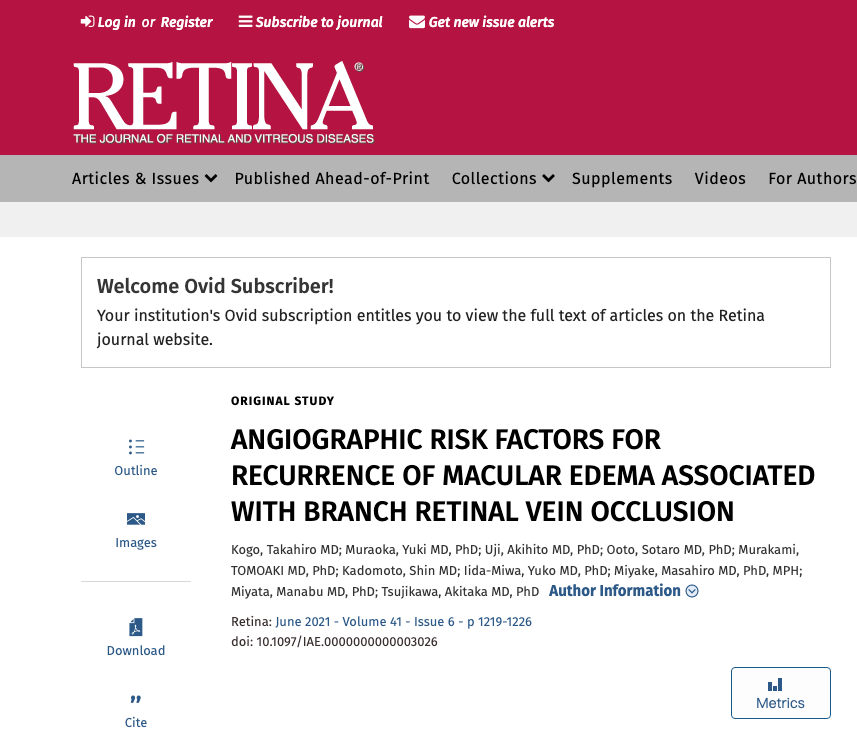 Log in or Register Subscribe to journal Get new issue alerts
RETINA®
THE JOURNAL OF RETINAL AND VITREOUS DISEASES
Articles & Issues Published Ahead-of-Print Collections Supplements Videos For Authors
Welcome Ovid Subscriber!
Your institution's Ovid subscription entitles you to view the full text of articles on the Retina
journal website.
ORIGINAL STUDY
ANGIOGRAPHIC RISK FACTORS FOR
RECURRENCE OF MACULAR EDEMA ASSOCIATED
WITH BRANCH RETINAL VEIN OCCLUSION
Kogo, Takahiro MD; Muraoka, Yuki MD, PhD; Uji, Akihito MD, PhD; Ooto, Sotaro MD, PhD; Murakami,
TOMOAKI MD, PhD; Kadomoto, Shin MD; Iida-Miwa, Yuko MD, PhD; Miyake, Masahiro MD, PhD, MPH;
Miyata, Manabu MD, PhD; Tsujikawa, Akitaka MD, PhD Author Information
Retina: June 2021 - Volume 41 - Issue 6 - p 1219-1226
doi: 10.1097/IAE.0000000000003026
Outline
Images
Download
Cite
Metrics